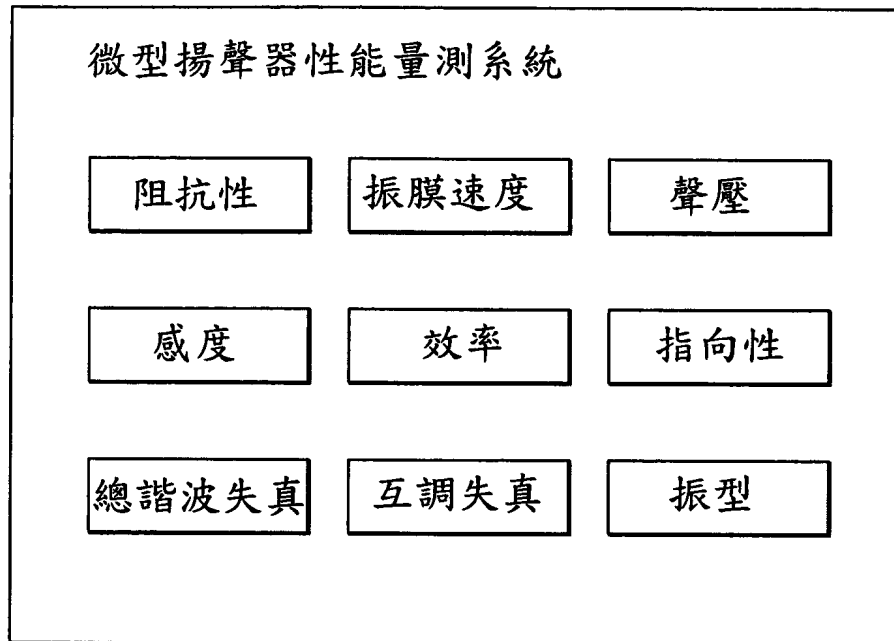 微型揚聲器性能量測系統
阻抗性
振膜速度
聲壓
感度
效率
指向性
總諧波失真
互調失真
振型